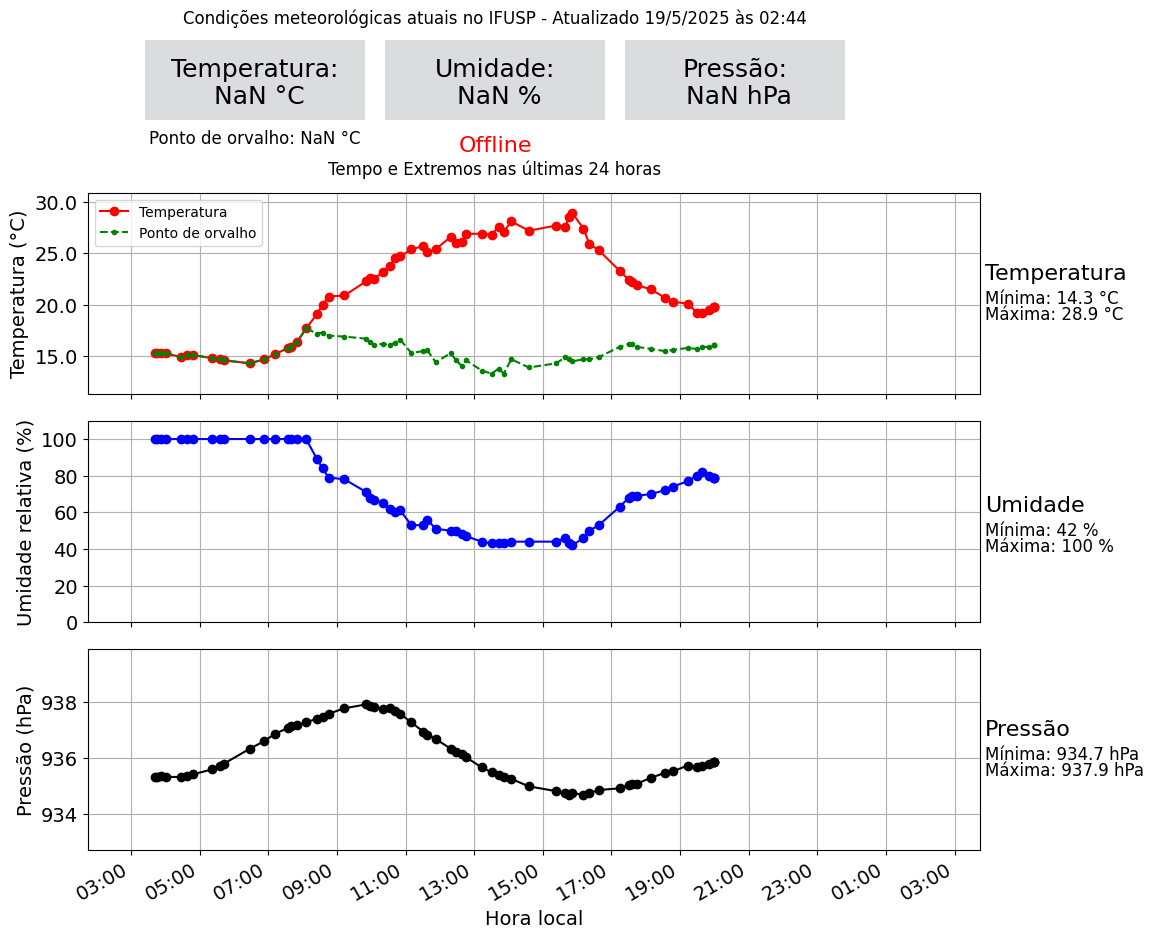 Condições meteorológicas atuais no IFUSP - Atualizado 19/5/2025 às 02:44
Temperatura:
NaN °C
Umidade:
NaN %
Pressão:
NaN hPa
Ponto de orvalho: NaN °C
Offline
Tempo e Extremos nas últimas 24 horas
Temperatura (°C)
30.0
25.0
20.0
15.0
Temperatura
Ponto de orvalho
Temperatura
Mínima: 14.3 °C
Máxima: 28.9 °C
Umidade relativa (%)
100
80
60
40
20
0
Umidade
Mínima: 42 %
Máxima: 100 %
Pressão (hPa)
938
936
934
Pressão
Mínima: 934.7 hPa
Máxima: 937.9 hPa
03:00 05:00 07:00 09:00 11:00 13:00 15:00 17:00 19:00 21:00 23:00 01:00 03:00
Hora local